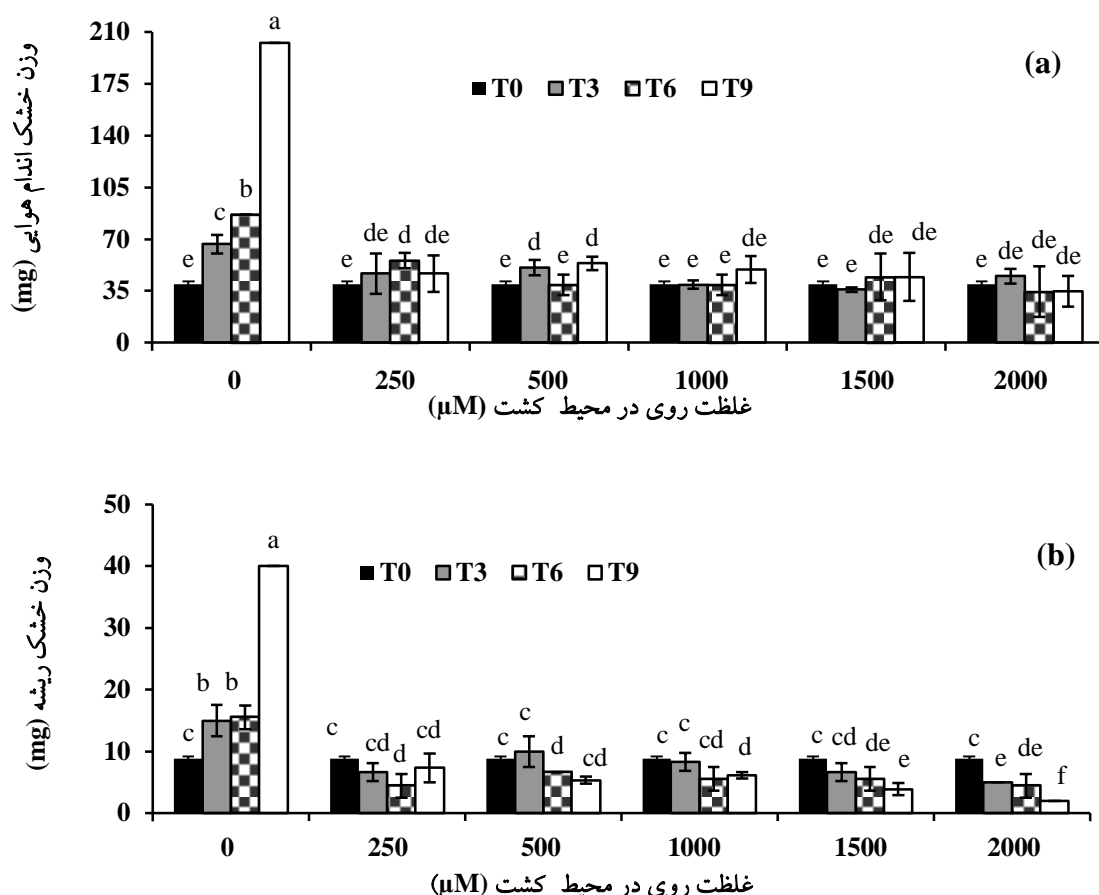 a
210
175
140
105
70
35
0
وزن خشک اندام هوایی (mg)
(a)
T0 T3 T6 T9
e c b a
e de d de
e d e d
e e e de
e e de de
e de de de
0 250 500 1000 1500 2000
غلظت روی در محیط کشت (µM)
50
40
30
20
10
0
وزن خشک ریشه (mg)
(b)
T0 T3 T6 T9
c b b a
c cd d cd
c c d cd
c c cd d
c cd de e
c e de f
0 250 500 1000 1500 2000
غلظت روی در محیط کشت (µM)